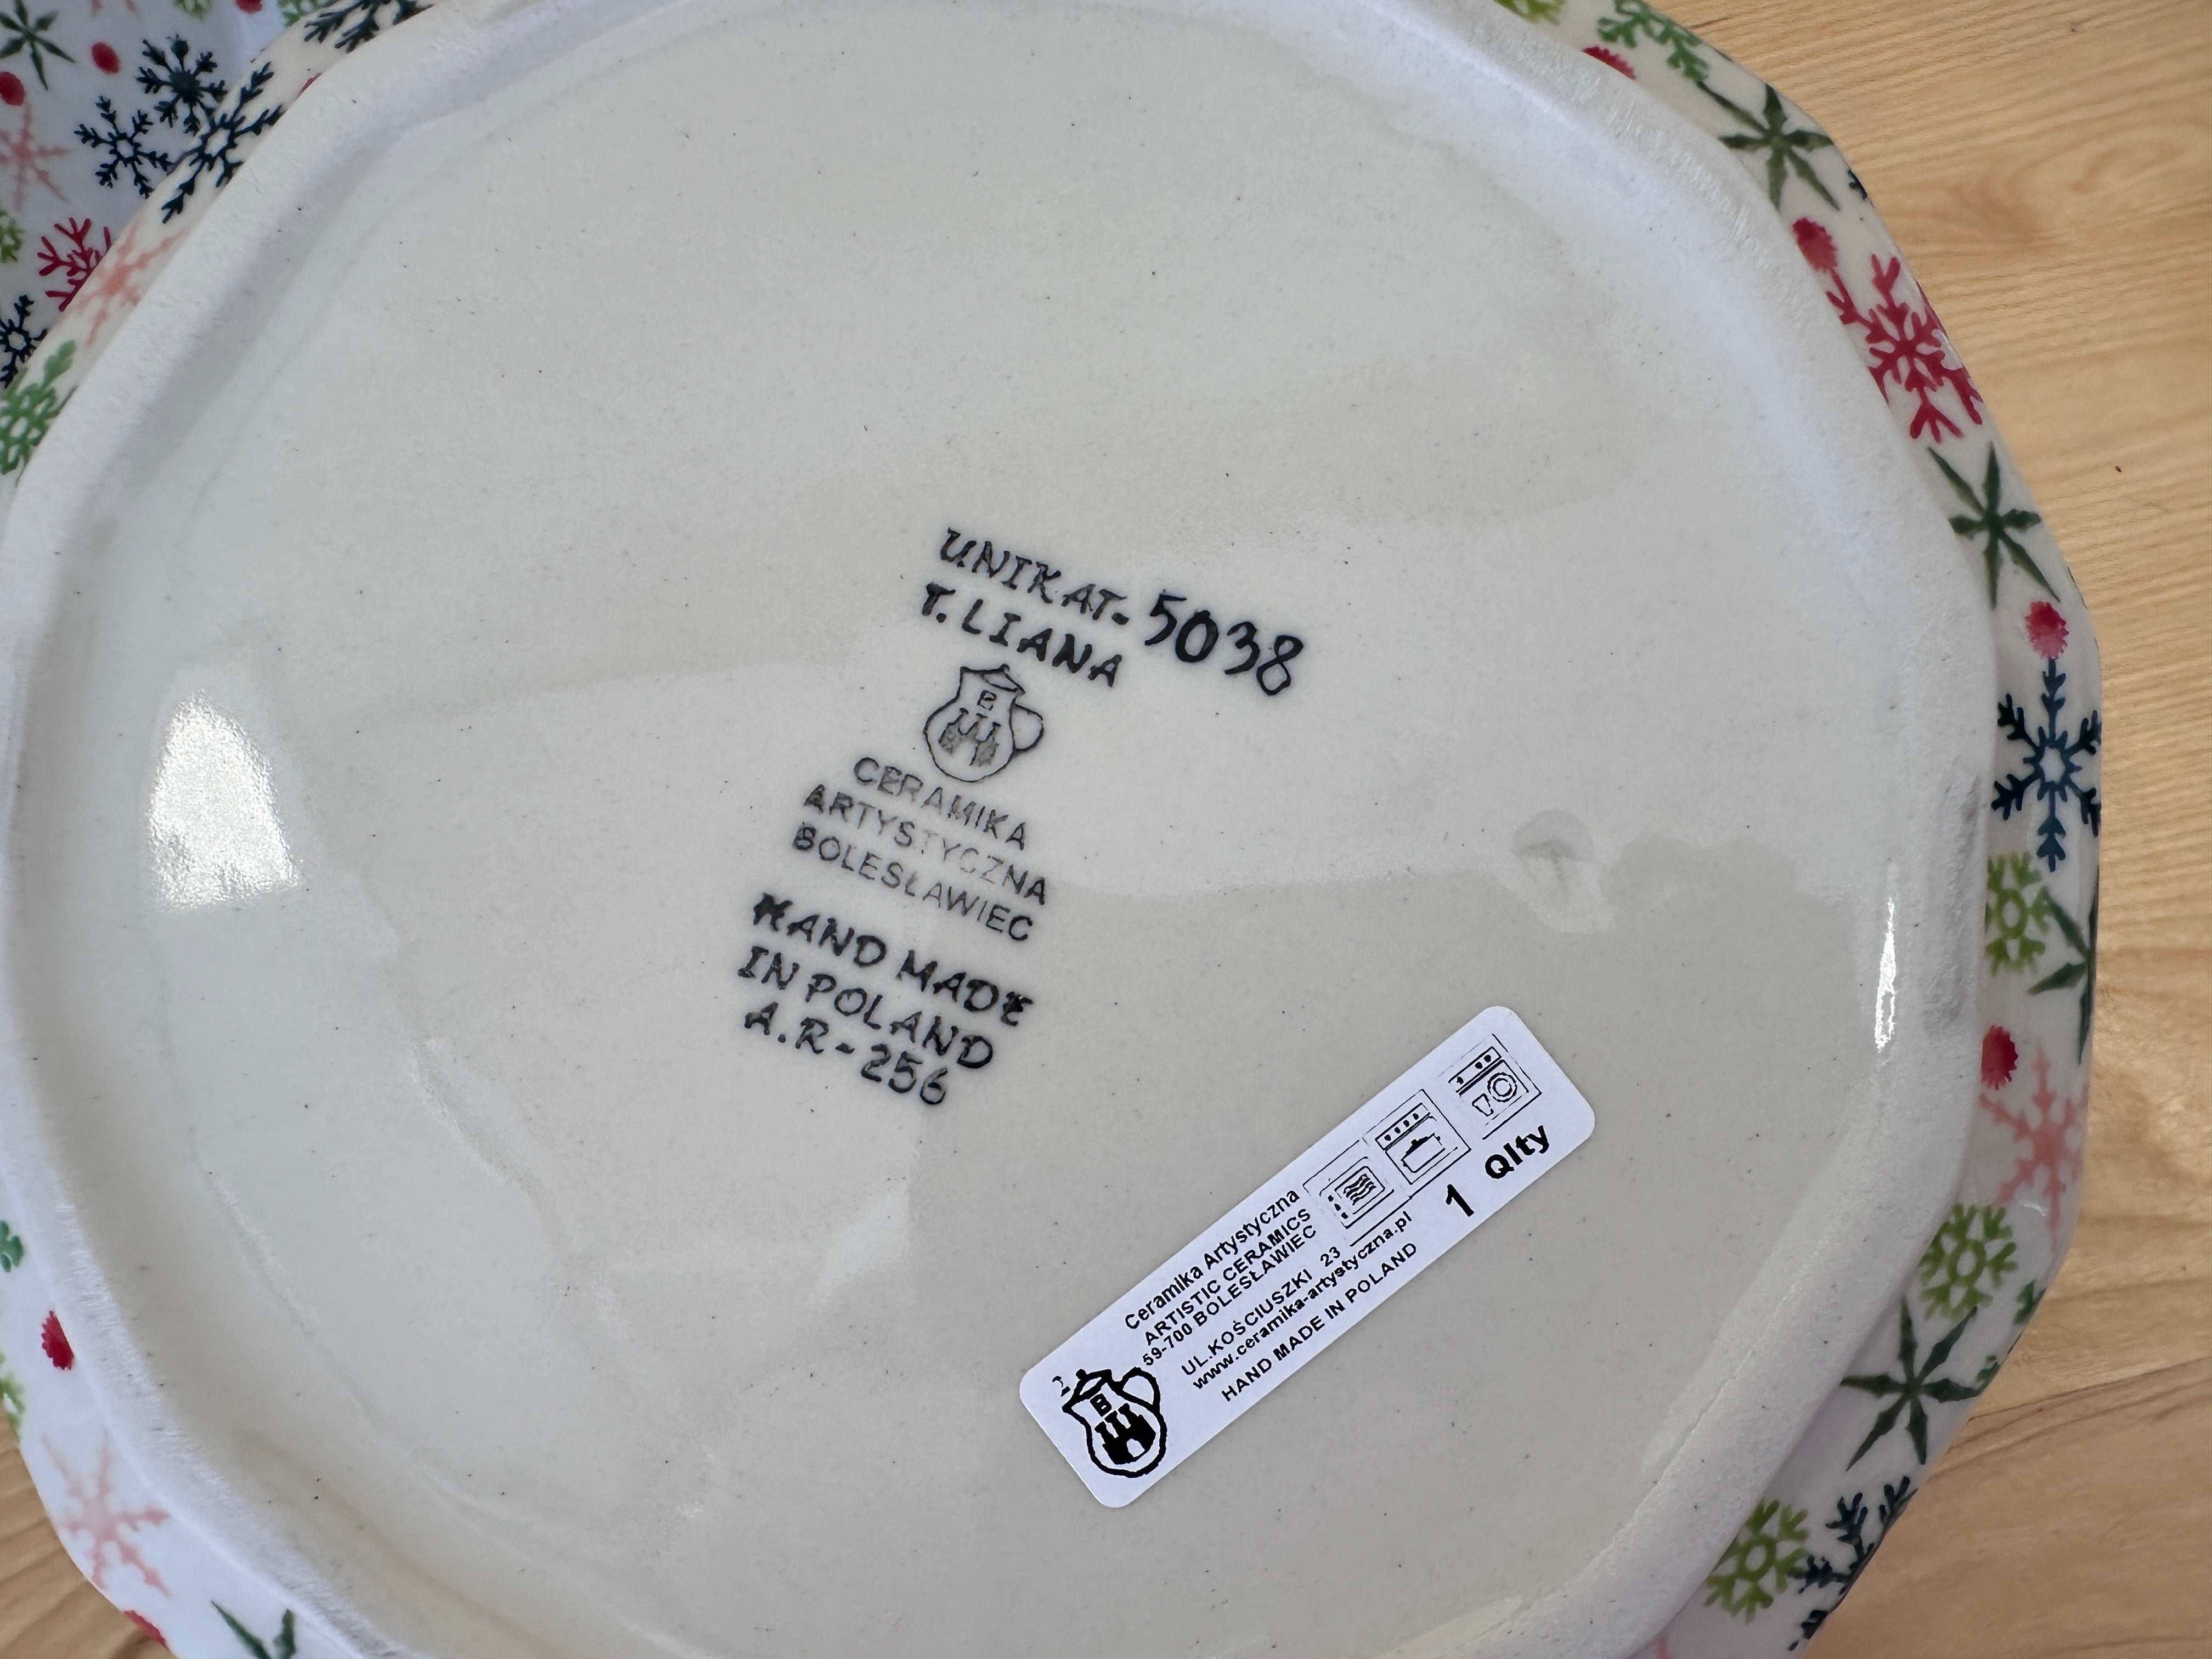 UNIKAT-5038
T. LIANA
B
CERAMIKA
ARTYSTYCZNA
BOLESŁAWIEC
HAND MADE
IN POLAND
A.R-256
Ceramika Artystyczna
ARTISTIC CERAMICS
59-700 BOLESŁAWIEC
UL.KOŚCIUSZKI 23
www.ceramika-artystyczna.pl
HAND MADE IN POLAND
1 Qlty
B